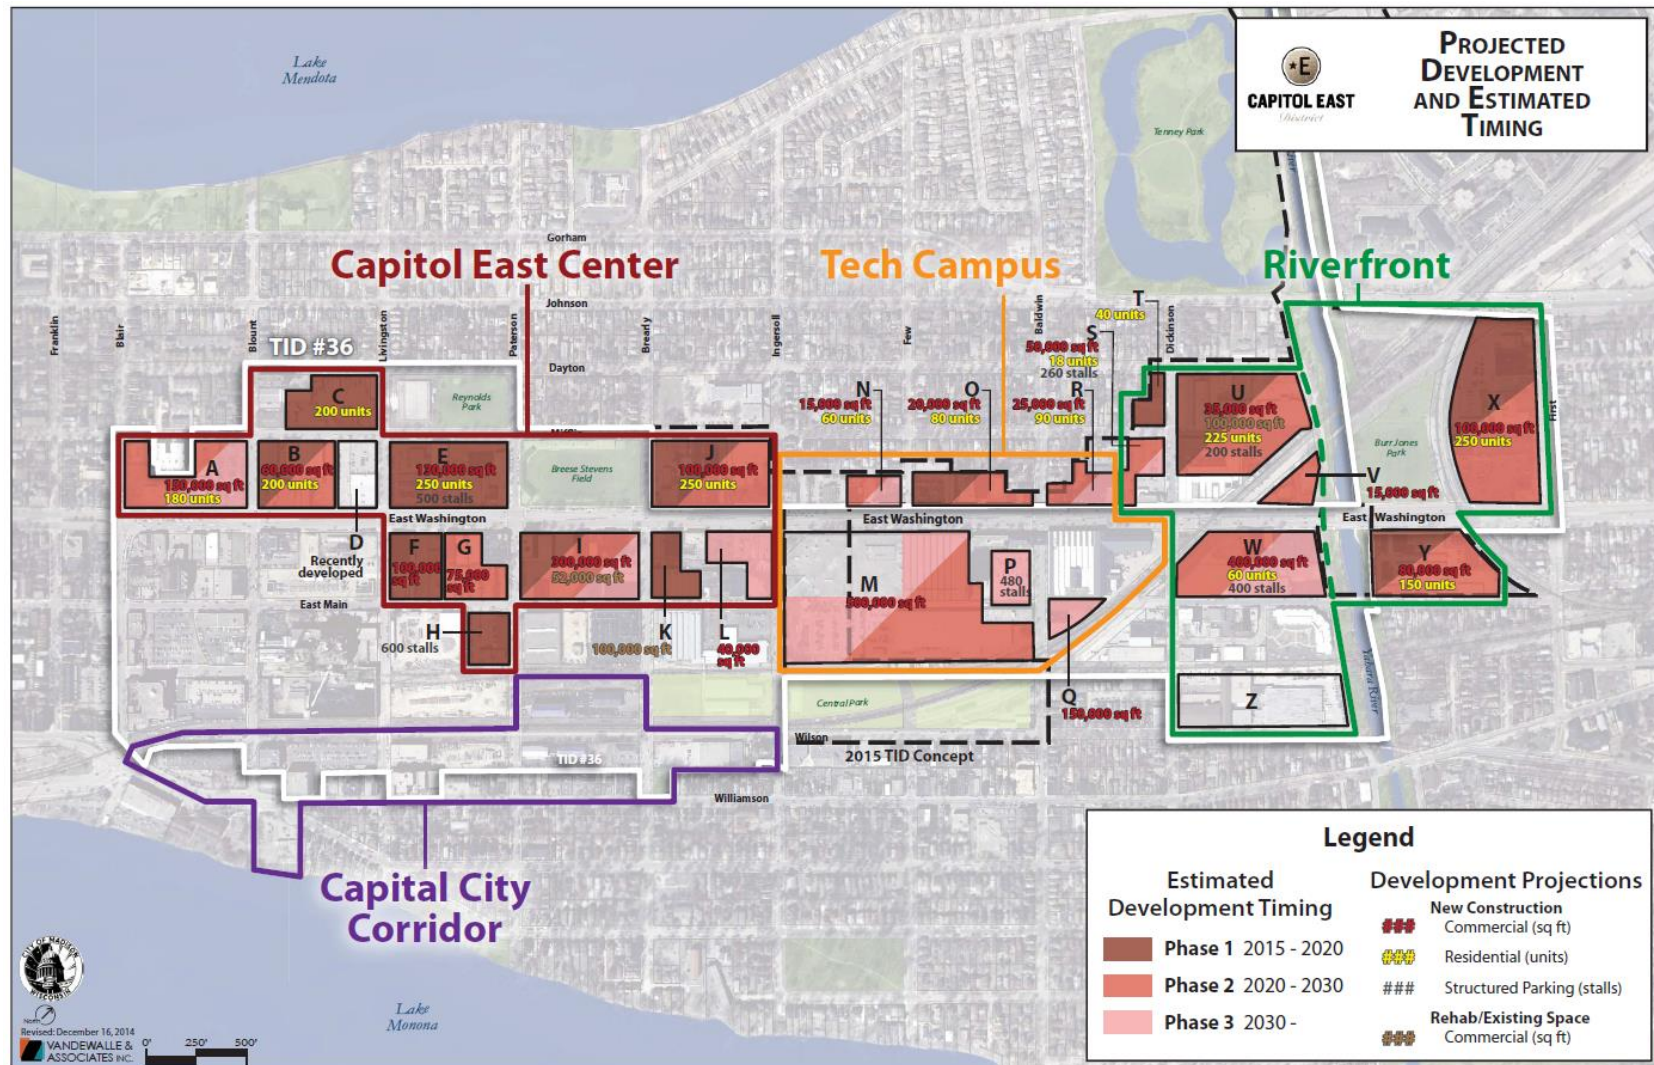 Lake
Mendota
Tenney Park
River
★E
CAPITOL EAST
District
PROJECTED
DEVELOPMENT
AND ESTIMATED
TIMING
Gorham
Capitol East Center
Tech Campus
Riverfront
Johnson
Franklin
Blair
Blount
Livingston
Paterson
Brearly
Ingersoll
Few
Baldwin
Dickinson
First
TID #36
Dayton
Reynolds
Park
T
40 units
S
50,000 sq ft
18 units
260 stalls
N
15,000 sq ft
60 units
O
20,000 sq ft
80 units
R
25,000 sq ft
90 units
C
200 units
U
35,000 sq ft
100,000 sq ft
225 units
200 stalls
X
100,000 sq ft
250 units
A
150,000 sq ft
180 units
B
60,000 sq ft
200 units
E
130,000 sq ft
250 units
500 stalls
Breese Stevens
Field
J
100,000 sq ft
250 units
Burr Jones
Park
V
15,000 sq ft
East Washington
East Washington
East Washington
D
Recently
developed
F
100,000
sq ft
G
75,000
sq ft
I
300,000 sq ft
52,000 sq ft
M
P
480
stalls
W
400,000 sq ft
60 units
400 stalls
Y
80,000 sq ft
150 units
East Main
H
600 stalls
K
100,000 sq ft
L
40,000
sq ft
Q
150,000 sq ft
Z
Yahara River
Central Park
Wilson
2015 TID Concept
TID #36
Williamson
Capital City
Corridor
Lake
Monona
CITY OF MADISON
WISCONSIN
North
Revised: December 16, 2014
VANDEWALLE &
ASSOCIATES INC.
0' 250' 500'
Legend
Estimated
Development Timing
Phase 1 2015 - 2020
Phase 2 2020 - 2030
Phase 3 2030 -
Development Projections
New Construction
### Commercial (sq ft)
### Residential (units)
### Structured Parking (stalls)
Rehab/Existing Space
### Commercial (sq ft)